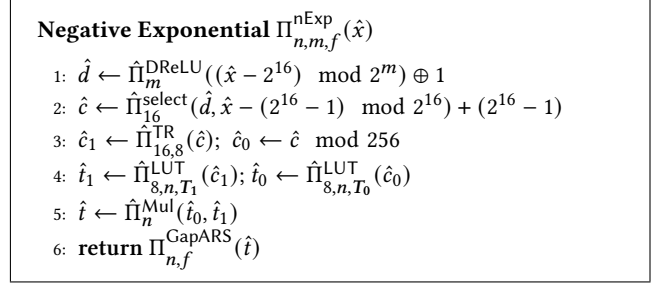 Negative Exponential Π^{nExp}_{n,m,f}(x̂)
1: d̂ ← Π̂^{DReLU}_m((x̂ − 2^{16}) mod 2^m) ⊕ 1
2: ĉ ← Π̂^{select}_{16}(d̂, x̂ − (2^{16} − 1) mod 2^{16}) + (2^{16} − 1)
3: ĉ_1 ← Π̂^{TR}_{16,8}(ĉ); ĉ_0 ← ĉ mod 256
4: t̂_1 ← Π̂^{LUT}_{8,n,T_1}(ĉ_1); t̂_0 ← Π̂^{LUT}_{8,n,T_0}(ĉ_0)
5: t̂ ← Π̂^{Mul}_n(t̂_0, t̂_1)
6: return Π^{GapARS}_{n,f}(t̂)